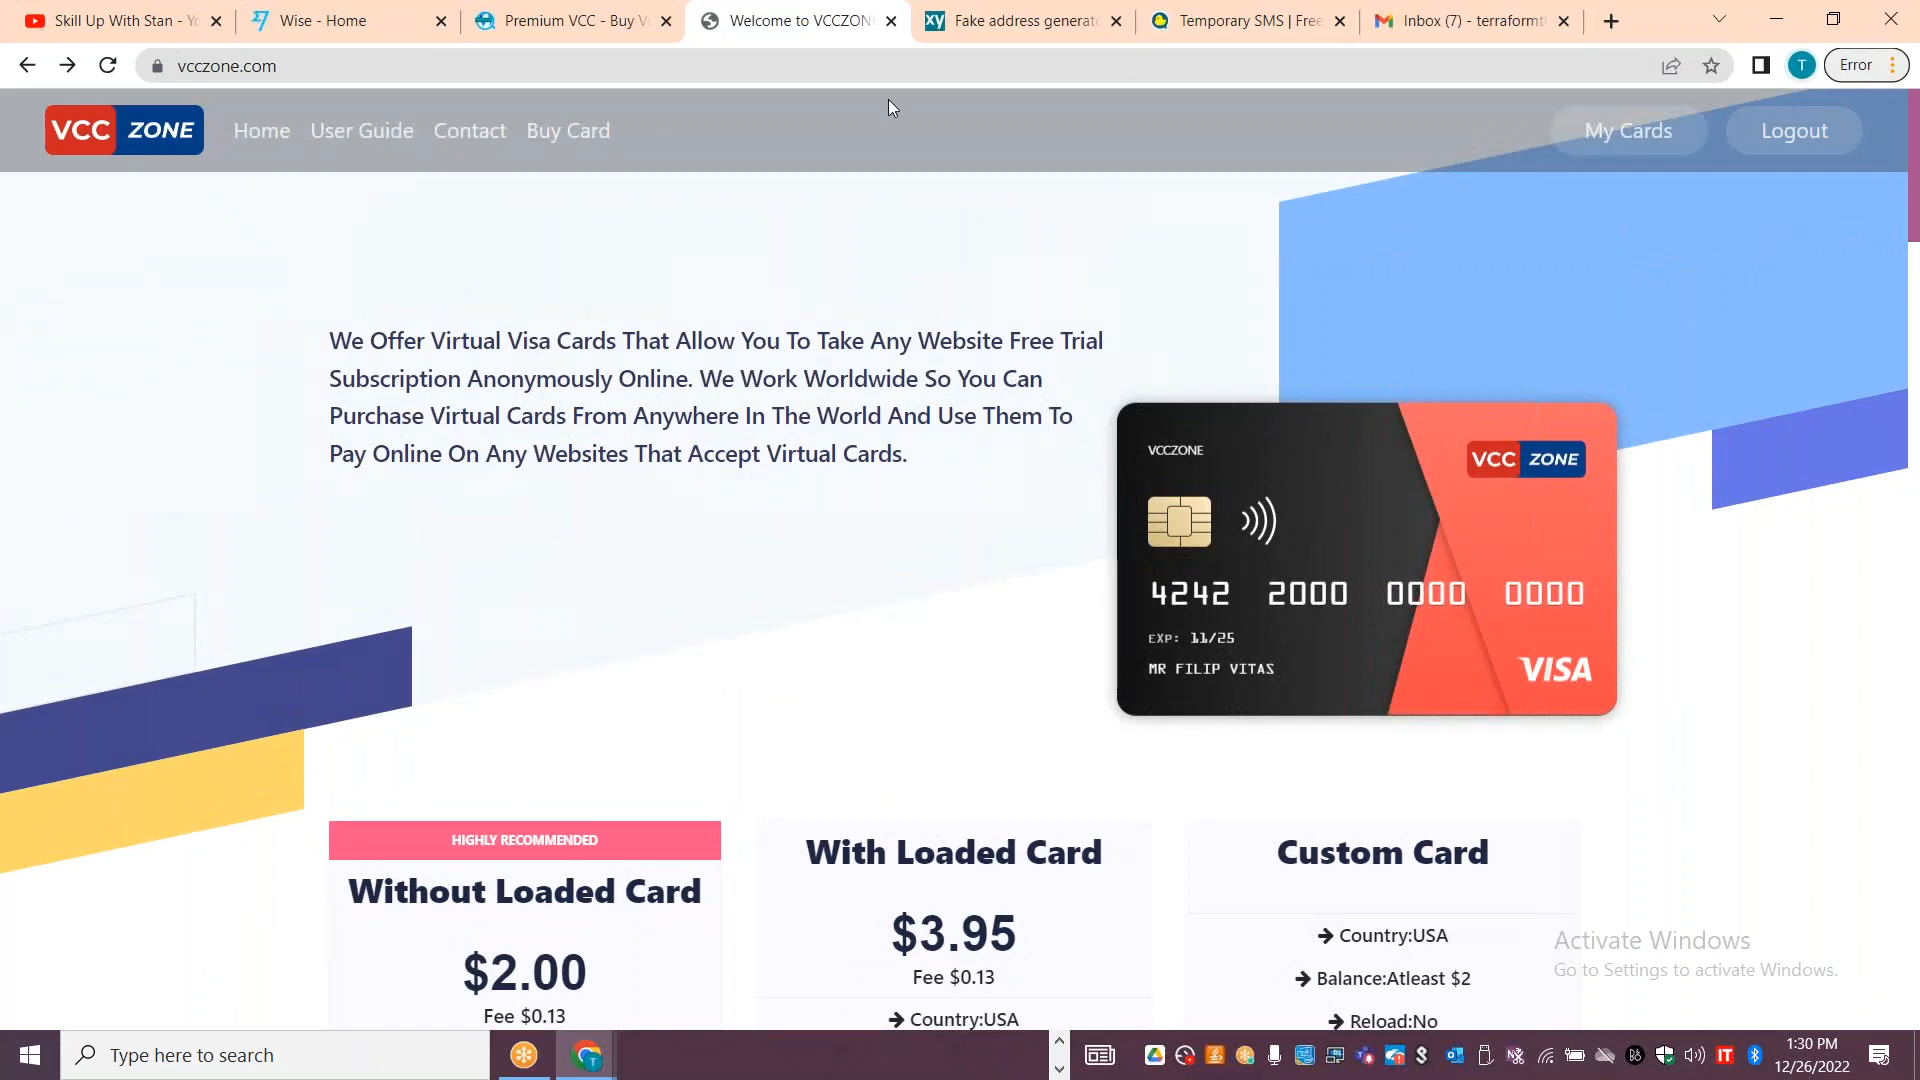 Skill Up With Stan - Yo
Wise - Home
Premium VCC - Buy V
Welcome to VCCZON
Fake address generato
Temporary SMS | Free
Inbox (7) - terraformt
vcczone.com
T
Error
VCC ZONE
Home
User Guide
Contact
Buy Card
My Cards
Logout
We Offer Virtual Visa Cards That Allow You To Take Any Website Free Trial
Subscription Anonymously Online. We Work Worldwide So You Can
Purchase Virtual Cards From Anywhere In The World And Use Them To
Pay Online On Any Websites That Accept Virtual Cards.
VCCZONE
VCC ZONE
4242 2000 0000 0000
EXP: 11/25
MR FILIP VITAS
VISA
HIGHLY RECOMMENDED
Without Loaded Card
$2.00
Fee $0.13
With Loaded Card
$3.95
Fee $0.13
Country:USA
Custom Card
Country:USA
Balance:Atleast $2
Reload:No
Activate Windows
Go to Settings to activate Windows.
Type here to search
1:30 PM
12/26/2022